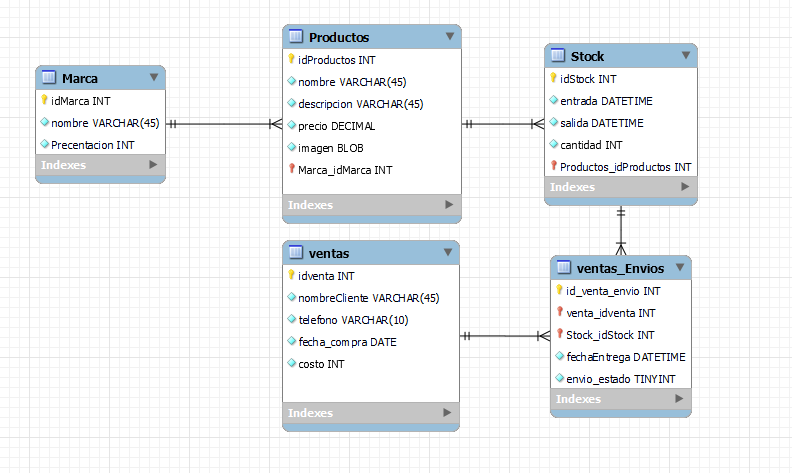 Marca
idMarca INT
nombre VARCHAR(45)
Precentacion INT
Indexes
Productos
idProductos INT
nombre VARCHAR(45)
descripcion VARCHAR(45)
precio DECIMAL
imagen BLOB
Marca_idMarca INT
Indexes
Stock
idStock INT
entrada DATETIME
salida DATETIME
cantidad INT
Productos_idProductos INT
Indexes
ventas
idventa INT
nombreCliente VARCHAR(45)
telefono VARCHAR(10)
fecha_compra DATE
costo INT
Indexes
ventas_Envios
id_venta_envio INT
venta_idventa INT
Stock_idStock INT
fechaEntrega DATETIME
envio_estado TINYINT
Indexes